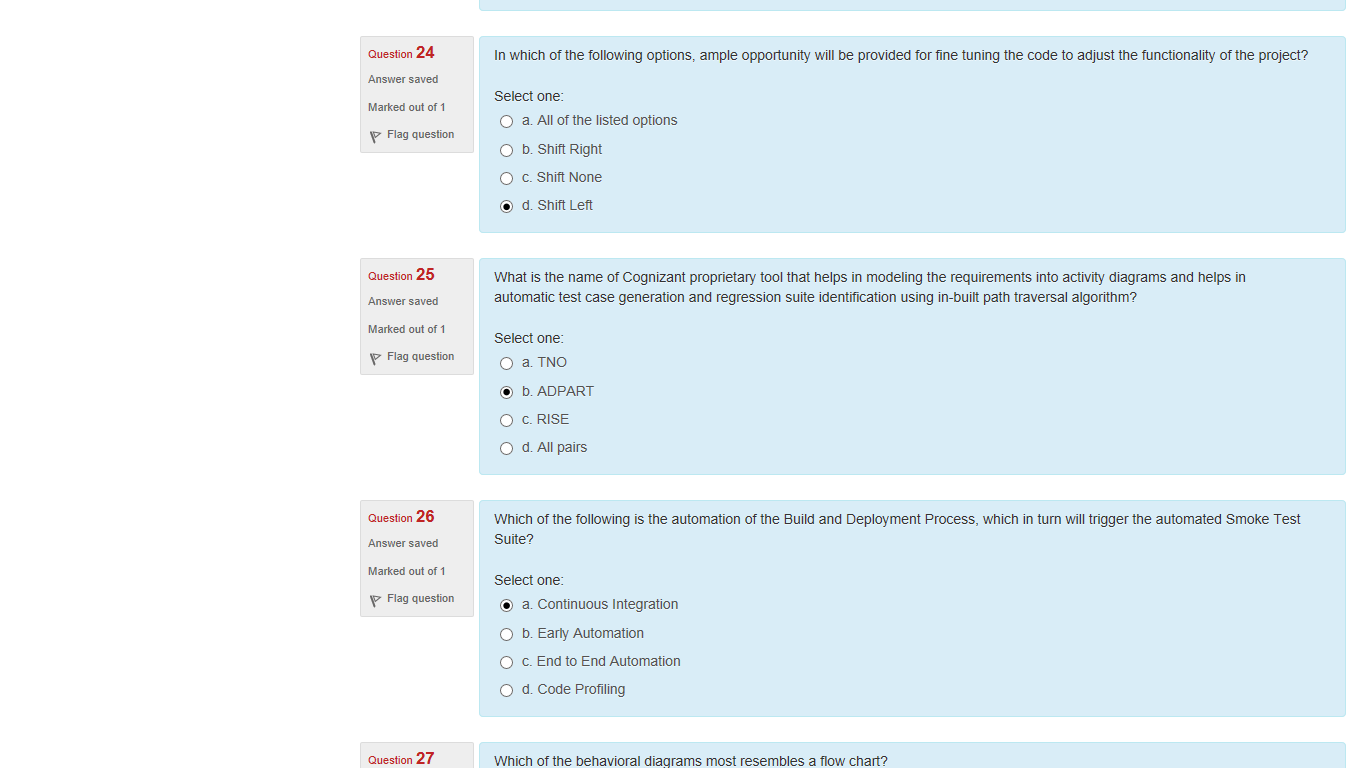 Question 24
Answer saved
Marked out of 1
Flag question
In which of the following options, ample opportunity will be provided for fine tuning the code to adjust the functionality of the project?
Select one:
a. All of the listed options
b. Shift Right
c. Shift None
d. Shift Left
Question 25
Answer saved
Marked out of 1
Flag question
What is the name of Cognizant proprietary tool that helps in modeling the requirements into activity diagrams and helps in
automatic test case generation and regression suite identification using in-built path traversal algorithm?
Select one:
a. TNO
b. ADPART
c. RISE
d. All pairs
Question 26
Answer saved
Marked out of 1
Flag question
Which of the following is the automation of the Build and Deployment Process, which in turn will trigger the automated Smoke Test
Suite?
Select one:
a. Continuous Integration
b. Early Automation
c. End to End Automation
d. Code Profiling
Question 27
Which of the behavioral diagrams most resembles a flow chart?